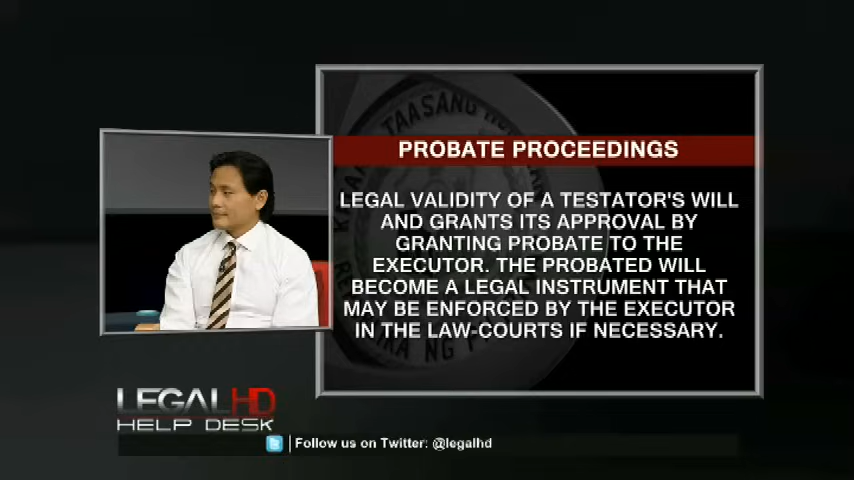 TAASANG
PROBATE PROCEEDINGS
LEGAL VALIDITY OF A TESTATOR'S WILL
AND GRANTS ITS APPROVAL BY
GRANTING PROBATE TO THE
EXECUTOR. THE PROBATED WILL
BECOME A LEGAL INSTRUMENT THAT
MAY BE ENFORCED BY THE EXECUTOR
IN THE LAW-COURTS IF NECESSARY.
LEGALHD
HELP DESK
Follow us on Twitter: @legalhd